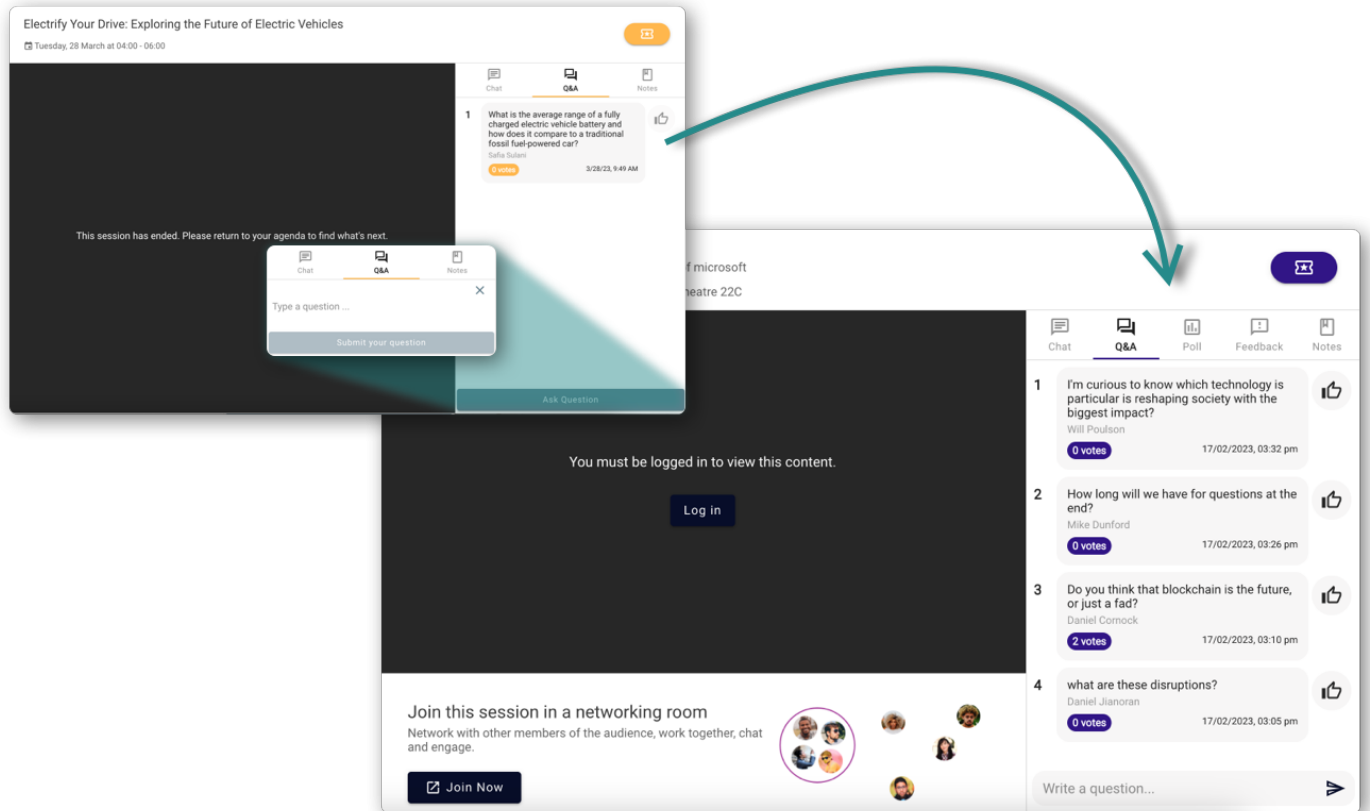 Electrify Your Drive: Exploring the Future of Electric Vehicles
Tuesday, 28 March at 04:00 - 06:00
Chat
Q&A
Notes
1
What is the average range of a fully
charged electric vehicle battery and
how does it compare to a traditional
fossil fuel-powered car?
Safia Sulani
0 votes
3/28/23, 9:49 AM
This session has ended. Please return to your agenda to find what's next.
Chat
Q&A
Notes
Type a question ...
Submit your question
Ask Question
of microsoft
heatre 22C
Chat
Q&A
Poll
Feedback
Notes
You must be logged in to view this content.
Log in
1
I'm curious to know which technology is
particular is reshaping society with the
biggest impact?
Will Poulson
0 votes
17/02/2023, 03:32 pm
2
How long will we have for questions at the
end?
Mike Dunford
0 votes
17/02/2023, 03:26 pm
3
Do you think that blockchain is the future,
or just a fad?
Daniel Cornock
2 votes
17/02/2023, 03:10 pm
4
what are these disruptions?
Daniel Jianoran
0 votes
17/02/2023, 03:05 pm
Write a question...
Join this session in a networking room
Network with other members of the audience, work together, chat
and engage.
Join Now